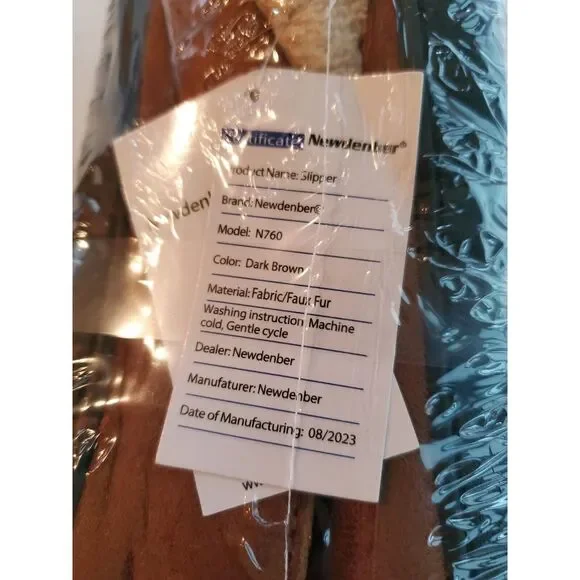 Newdenber®
Product Name: Slipper
Brand: Newdenber®
Model: N760
Color: Dark Brown
Material: Fabric/Faux Fur
Washing instruction: Machine
cold, Gentle cycle
Dealer: Newdenber
Manufaturer: Newdenber
Date of Manufacturing: 08/2023